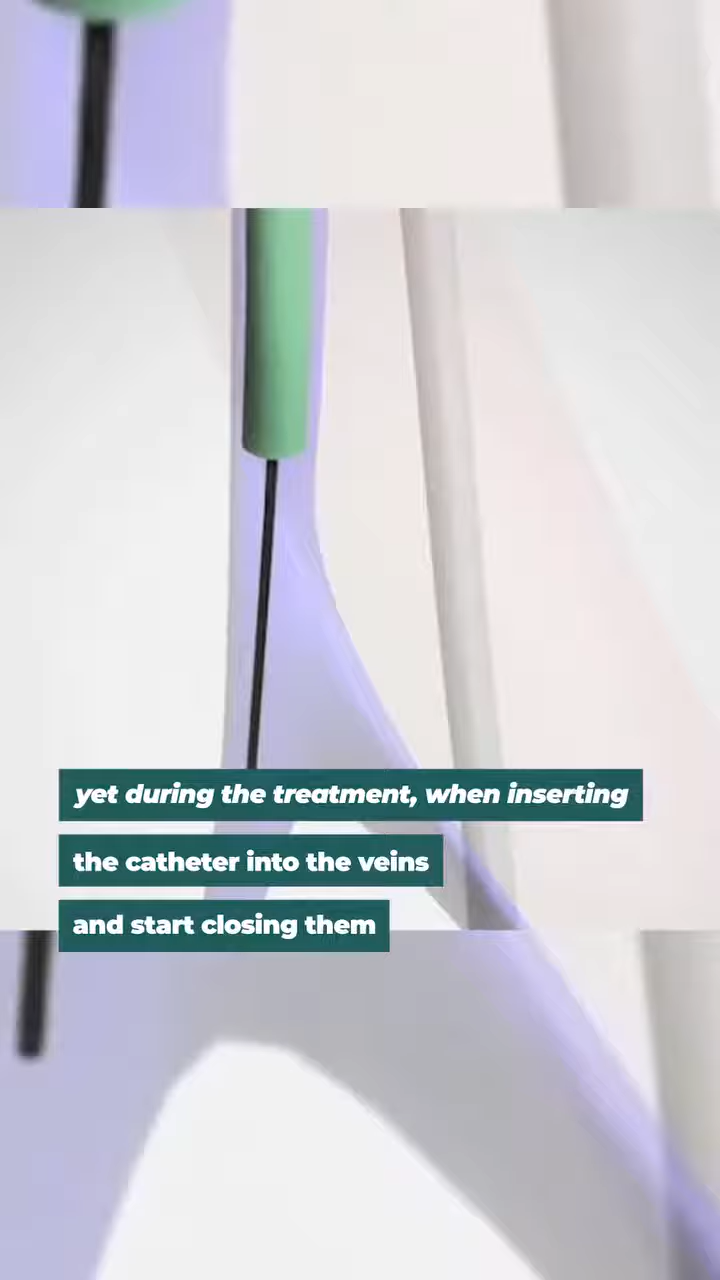 yet during the treatment, when inserting
the catheter into the veins
and start closing them